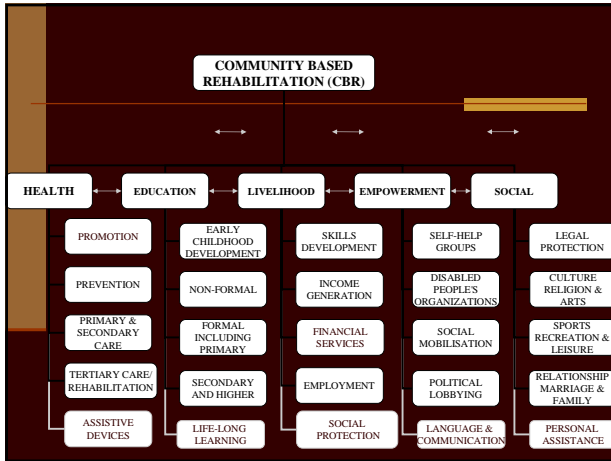 COMMUNITY BASED
REHABILITATION (CBR)
HEALTH
EDUCATION
LIVELIHOOD
EMPOWERMENT
SOCIAL
PROMOTION
PREVENTION
PRIMARY &
SECONDARY CARE
TERTIARY CARE/
REHABILITATION
ASSISTIVE
DEVICES
EARLY
CHILDHOOD
DEVELOPMENT
NON-FORMAL
FORMAL
INCLUDING
PRIMARY
SECONDARY
AND HIGHER
LIFE-LONG
LEARNING
SKILLS
DEVELOPMENT
INCOME
GENERATION
FINANCIAL
SERVICES
EMPLOYMENT
SOCIAL
PROTECTION
SELF-HELP
GROUPS
DISABLED
PEOPLE'S
ORGANIZATIONS
SOCIAL
MOBILISATION
POLITICAL
LOBBYING
LANGUAGE &
COMMUNICATION
LEGAL
PROTECTION
CULTURE
RELIGION &
ARTS
SPORTS
RECREATION &
LEISURE
RELATIONSHIP
MARRIAGE &
FAMILY
PERSONAL
ASSISTANCE